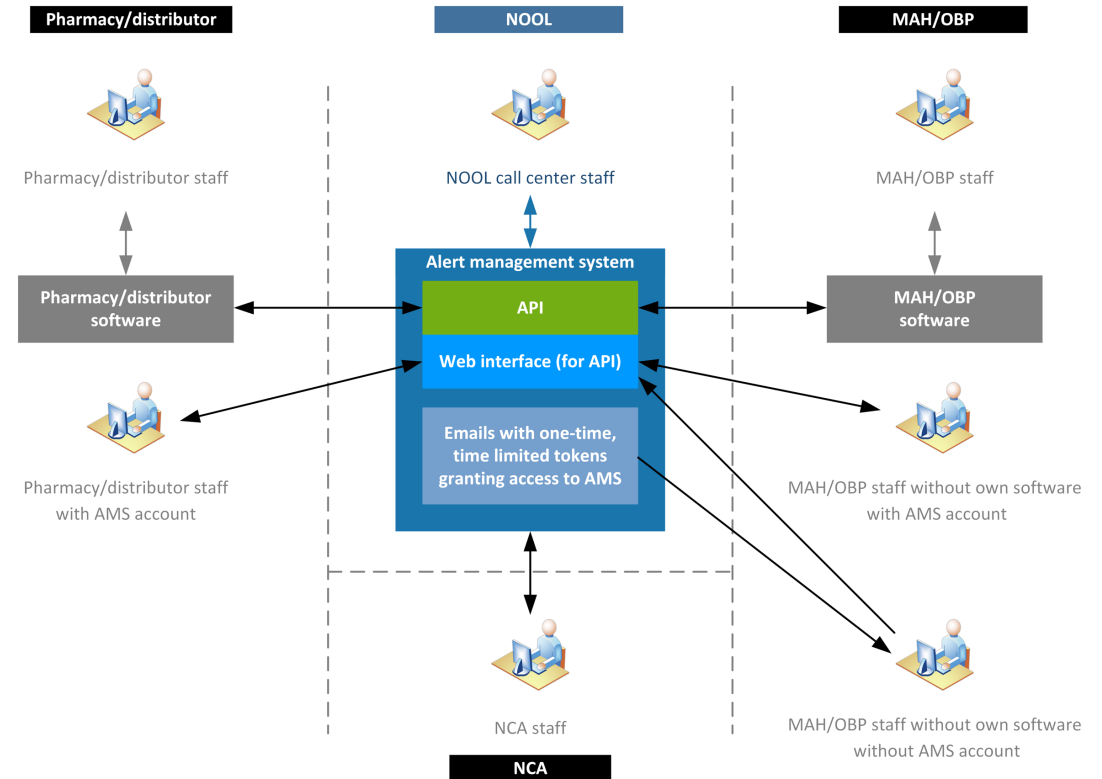 Pharmacy/distributor
NOOL
MAH/OBP
Pharmacy/distributor staff
NOOL call center staff
MAH/OBP staff
Alert management system
Pharmacy/distributor
software
API
MAH/OBP
software
Web interface (for API)
Emails with one-time,
time limited tokens
granting access to AMS
Pharmacy/distributor staff
with AMS account
MAH/OBP staff without own software
with AMS account
NCA staff
MAH/OBP staff without own software
without AMS account
NCA